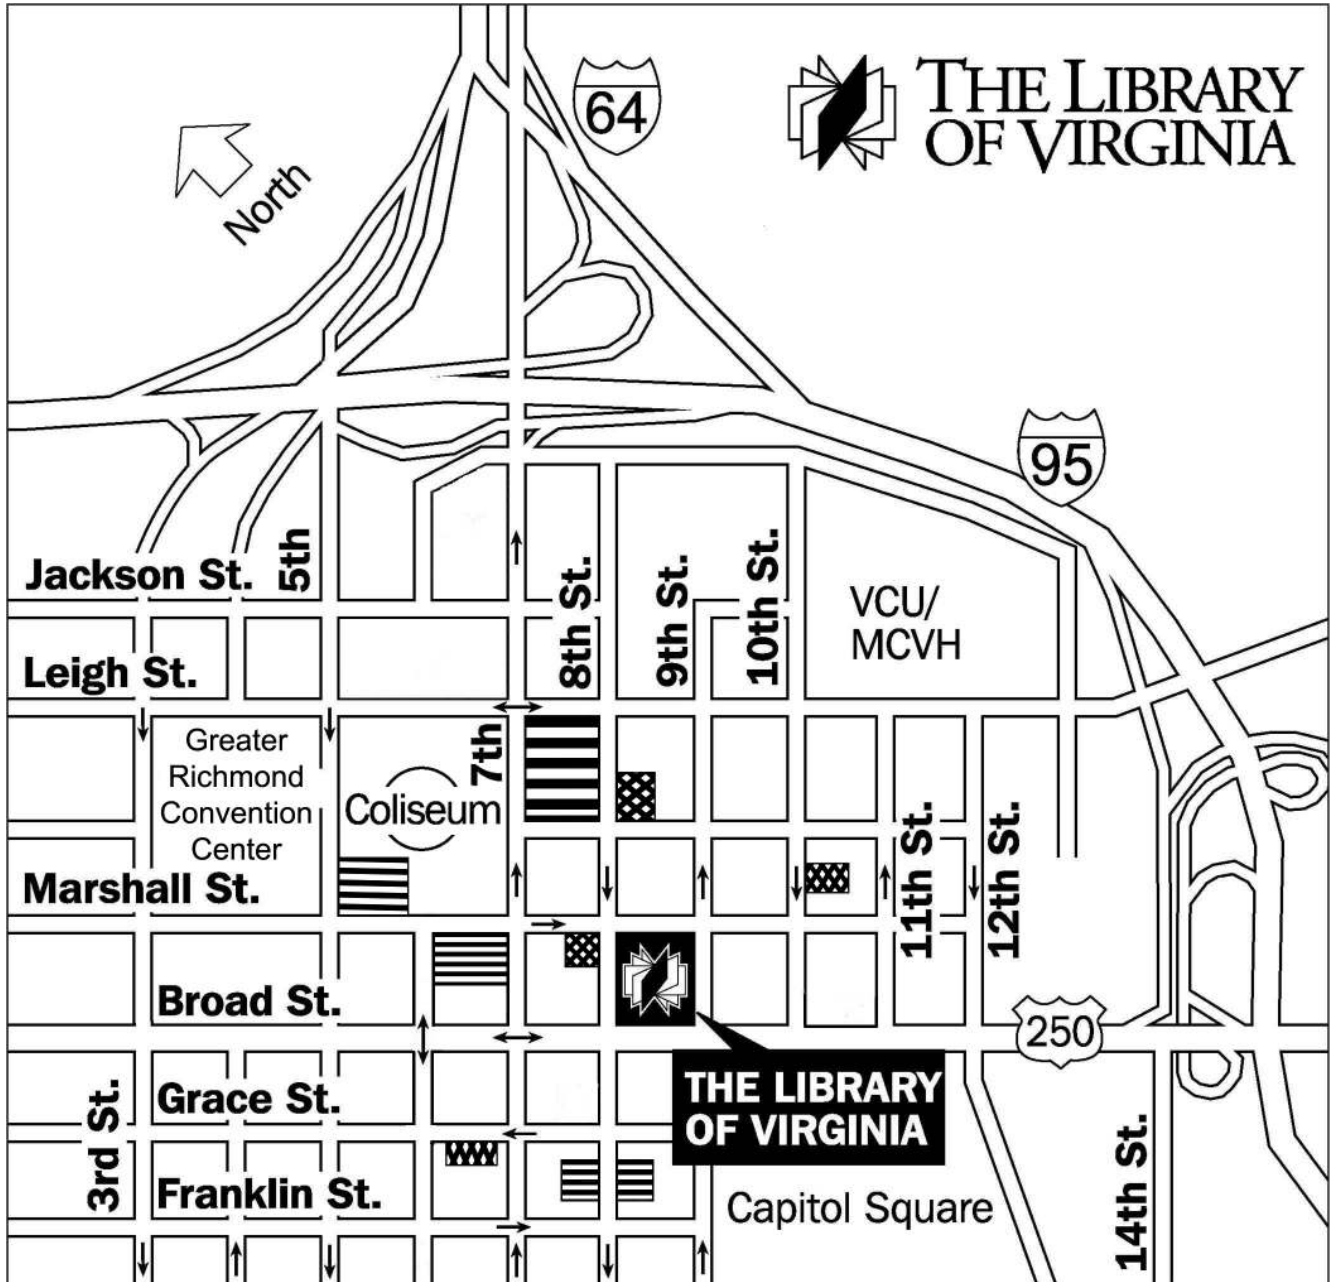 64
THE LIBRARY
OF VIRGINIA
North
95
Jackson St.
5th
8th St.
9th St.
10th St.
VCU/
MCVH
Leigh St.
Greater
Richmond
Convention
Center
Coliseum
7th
11th St.
12th St.
Marshall St.
Broad St.
250
THE LIBRARY
OF VIRGINIA
3rd St.
Grace St.
Franklin St.
Capitol Square
14th St.